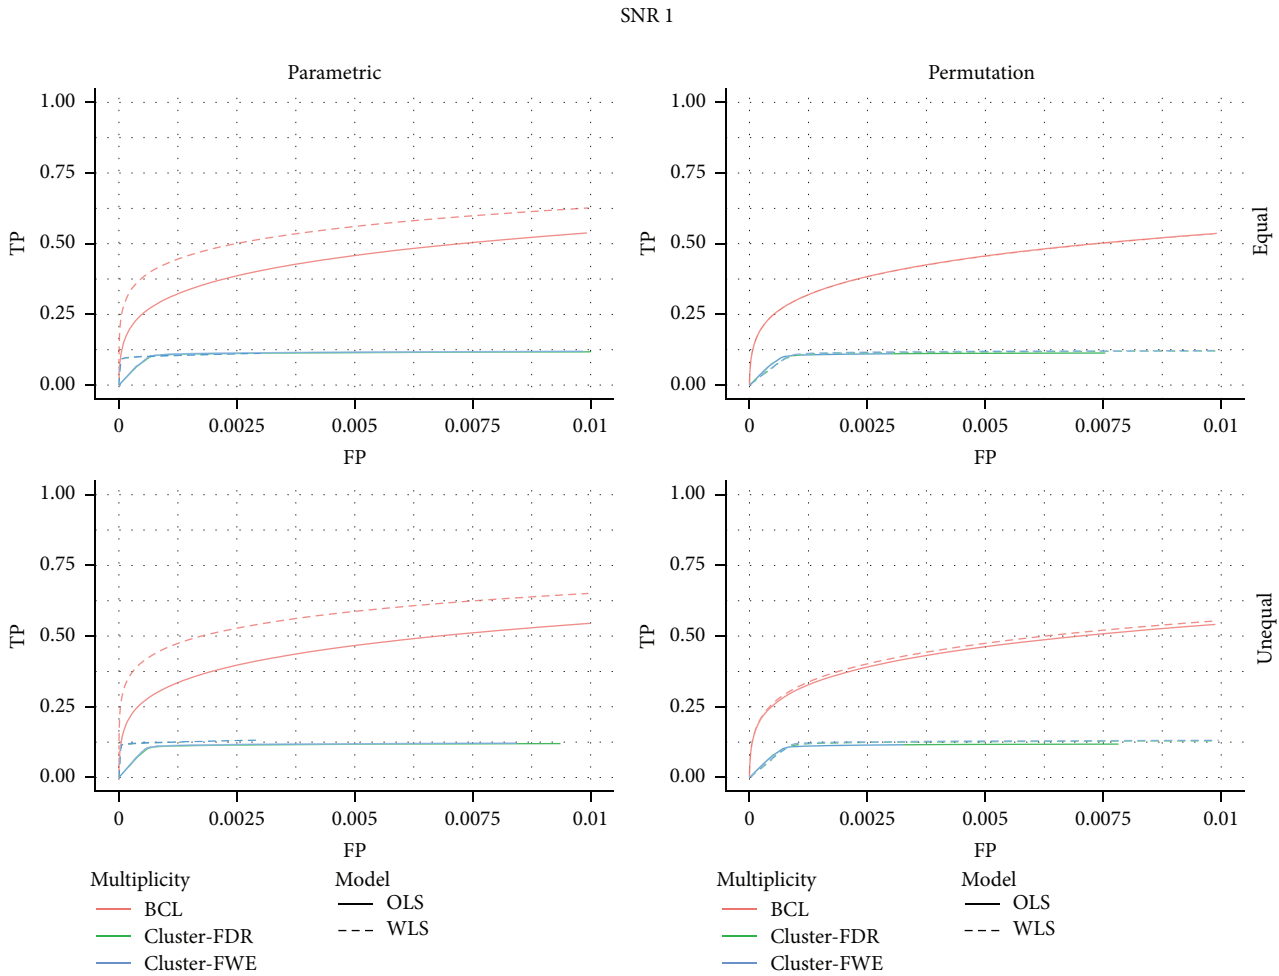 SNR 1
Parametric
1.00
0.75
0.50
0.25
0.00
TP
0 0.0025 0.005 0.0075 0.01
FP
Permutation
1.00
0.75
0.50
0.25
0.00
TP
0 0.0025 0.005 0.0075 0.01
FP
Equal
1.00
0.75
0.50
0.25
0.00
TP
0 0.0025 0.005 0.0075 0.01
FP
1.00
0.75
0.50
0.25
0.00
TP
0 0.0025 0.005 0.0075 0.01
FP
Unequal
Multiplicity
BCL
Cluster-FDR
Cluster-FWE
Model
OLS
WLS
Multiplicity
BCL
Cluster-FDR
Cluster-FWE
Model
OLS
WLS